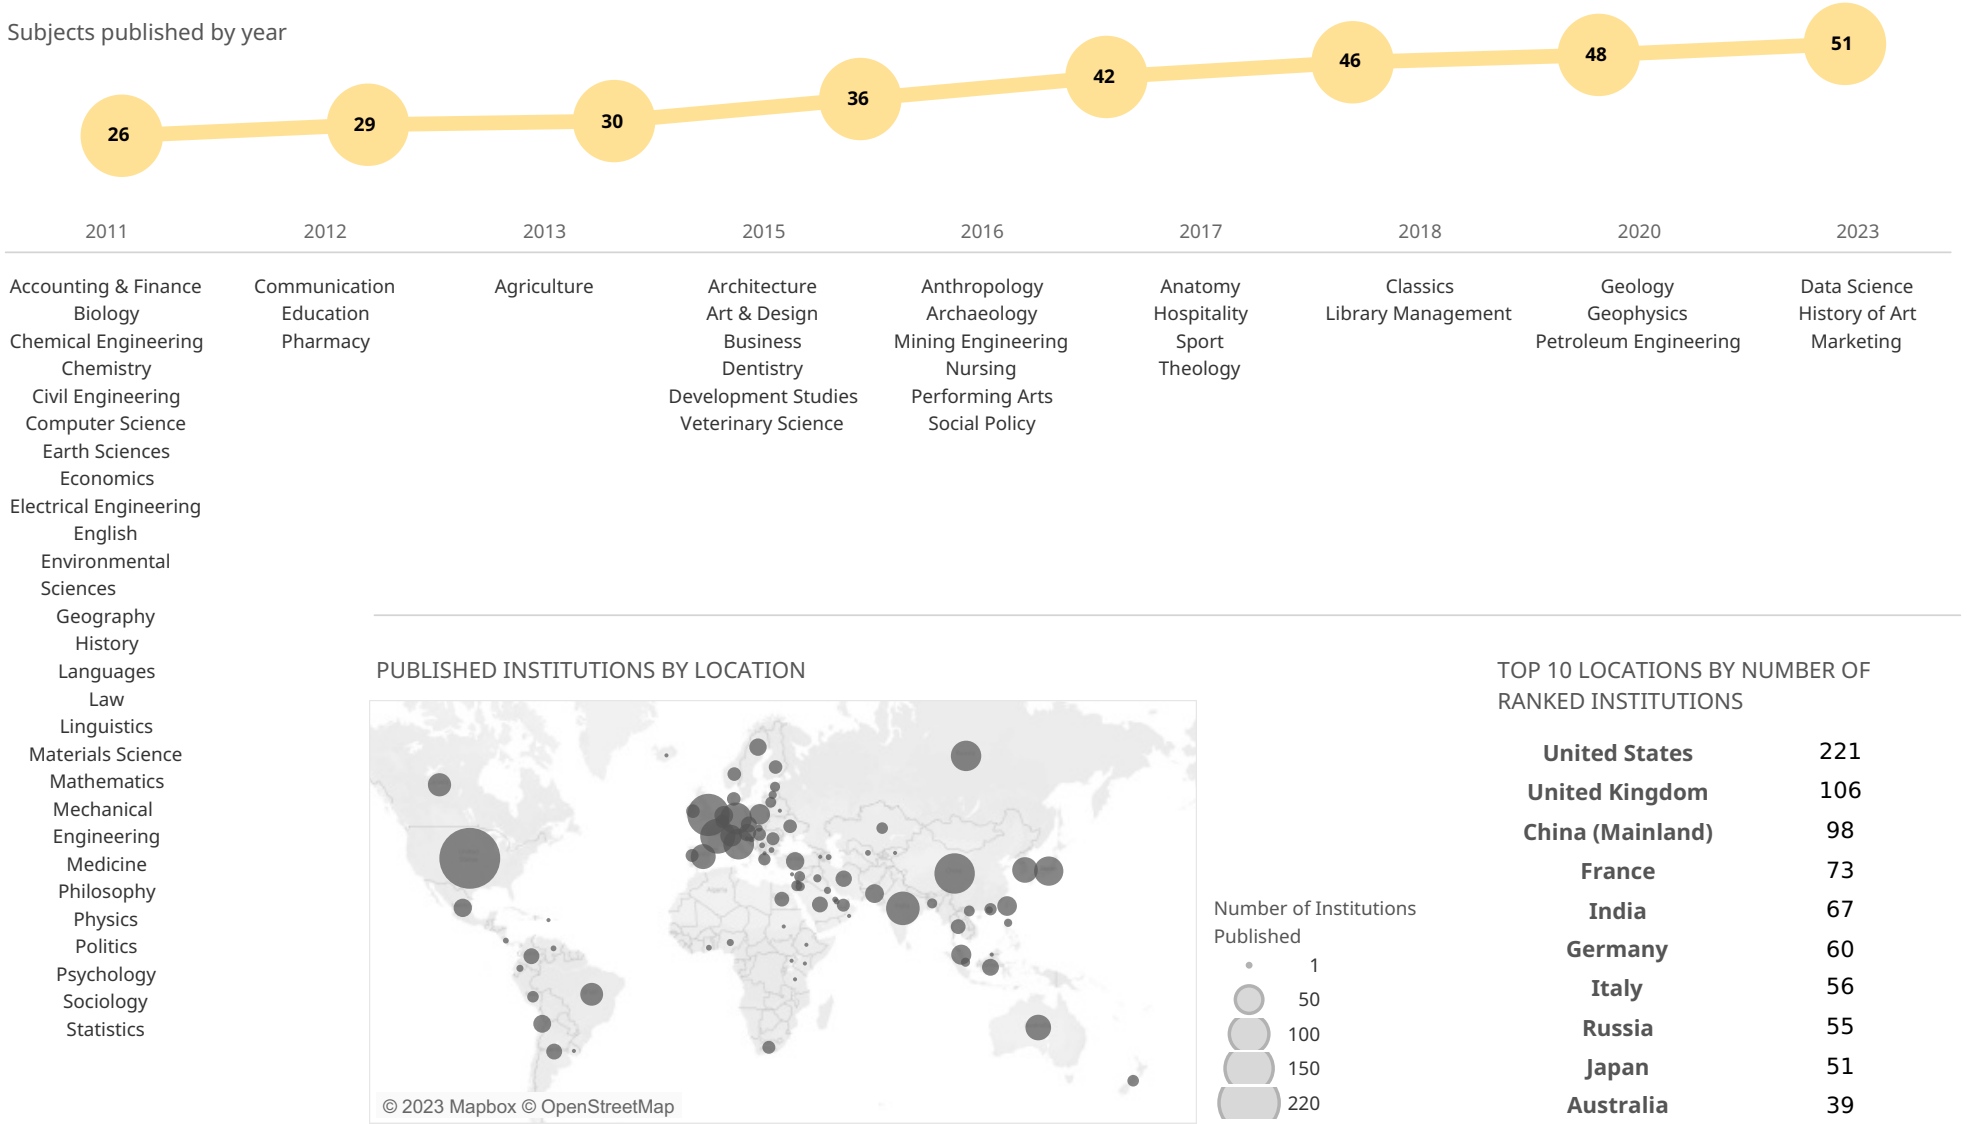 Subjects published by year
26
29
30
36
42
46
48
51
2011
2012
2013
2015
2016
2017
2018
2020
2023
Accounting & Finance
Biology
Chemical Engineering
Chemistry
Civil Engineering
Computer Science
Earth Sciences
Economics
Electrical Engineering
English
Environmental
Sciences
Geography
History
Languages
Law
Linguistics
Materials Science
Mathematics
Mechanical
Engineering
Medicine
Philosophy
Physics
Politics
Psychology
Sociology
Statistics
Communication
Education
Pharmacy
Agriculture
Architecture
Art & Design
Business
Dentistry
Development Studies
Veterinary Science
Anthropology
Archaeology
Mining Engineering
Nursing
Performing Arts
Social Policy
Anatomy
Hospitality
Sport
Theology
Classics
Library Management
Geology
Geophysics
Petroleum Engineering
Data Science
History of Art
Marketing
PUBLISHED INSTITUTIONS BY LOCATION
© 2023 Mapbox © OpenStreetMap
Number of Institutions
Published
1
50
100
150
220
TOP 10 LOCATIONS BY NUMBER OF
RANKED INSTITUTIONS
United States 221
United Kingdom 106
China (Mainland) 98
France 73
India 67
Germany 60
Italy 56
Russia 55
Japan 51
Australia 39